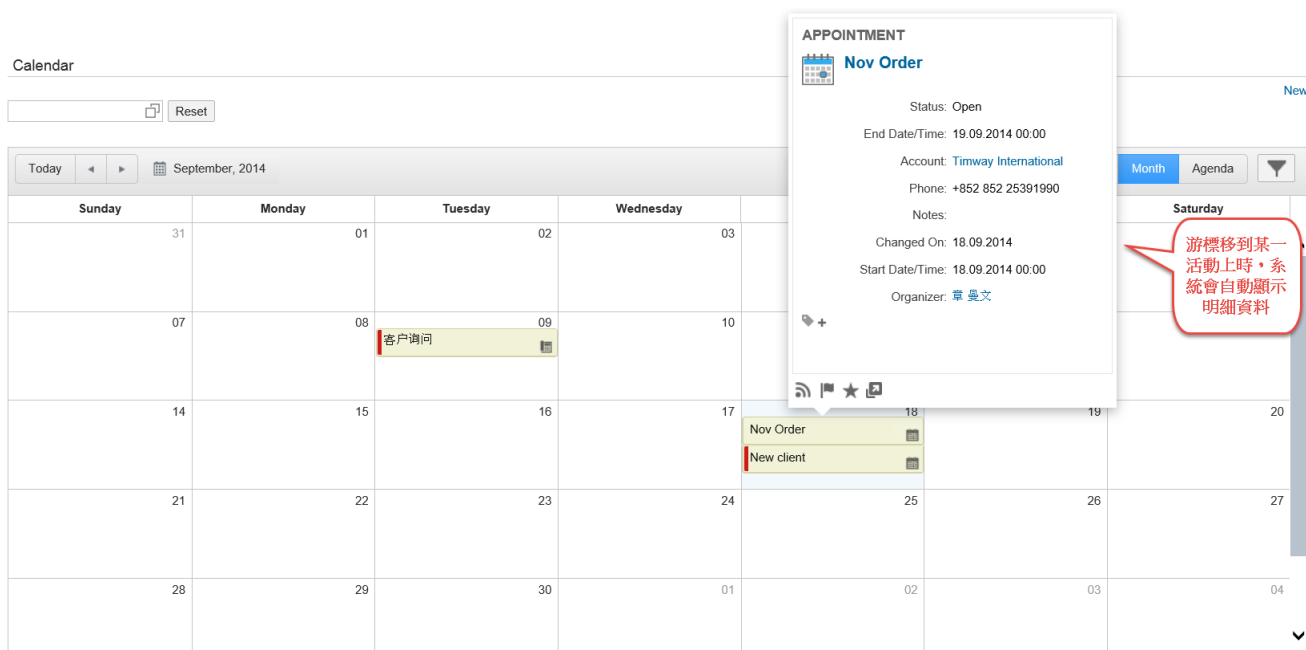 Calendar
New
Reset
Today
September, 2014
Month
Agenda
Sunday
Monday
Tuesday
Wednesday
Saturday
31
01
02
03
07
08
09
10
客户询问
14
15
16
17
18
19
20
Nov Order
New client
21
22
23
24
25
26
27
28
29
30
01
02
03
04
APPOINTMENT
Nov Order
Status: Open
End Date/Time: 19.09.2014 00:00
Account: Timway International
Phone: +852 852 25391990
Notes:
Changed On: 18.09.2014
Start Date/Time: 18.09.2014 00:00
Organizer: 章 曼文
游標移到某一
活動上時，系
統會自動顯示
明細資料